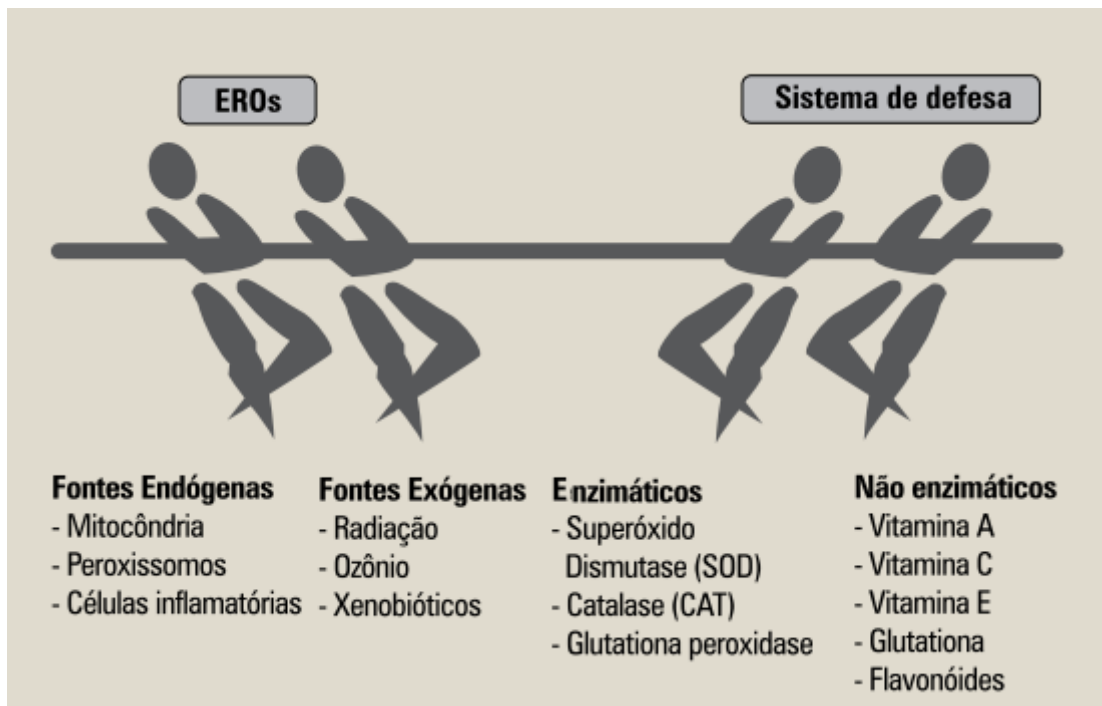 EROs
Sistema de defesa
Fontes Endógenas
- Mitocôndria
- Peroxissomos
- Células inflamatórias
Fontes Exógenas
- Radiação
- Ozônio
- Xenobióticos
Enzimáticos
- Superóxido
Dismutase (SOD)
- Catalase (CAT)
- Glutationa peroxidase
Não enzimáticos
- Vitamina A
- Vitamina C
- Vitamina E
- Glutationa
- Flavonóides